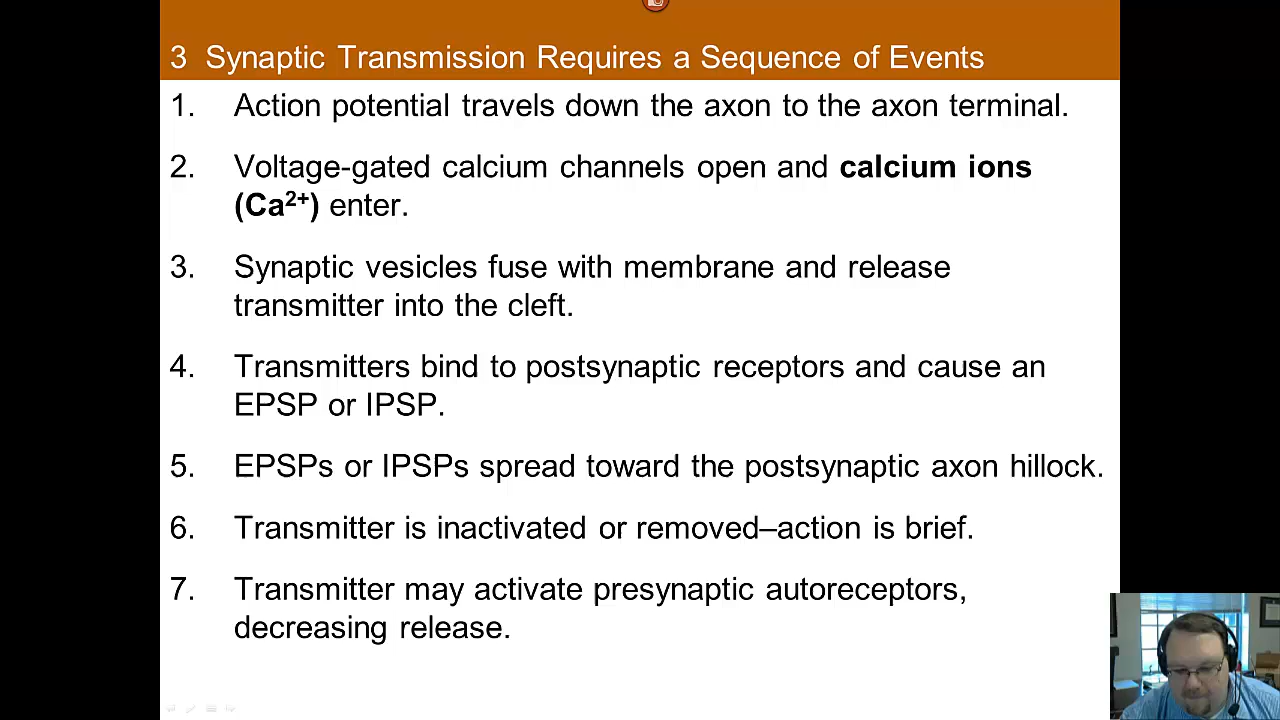 3 Synaptic Transmission Requires a Sequence of Events
1. Action potential travels down the axon to the axon terminal.
2. Voltage-gated calcium channels open and calcium ions
(Ca²⁺) enter.
3. Synaptic vesicles fuse with membrane and release
transmitter into the cleft.
4. Transmitters bind to postsynaptic receptors and cause an
EPSP or IPSP.
5. EPSPs or IPSPs spread toward the postsynaptic axon hillock.
6. Transmitter is inactivated or removed–action is brief.
7. Transmitter may activate presynaptic autoreceptors,
decreasing release.